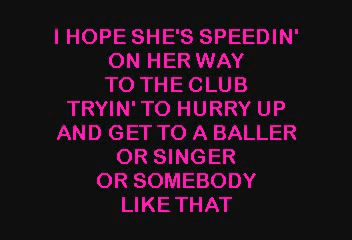 I HOPE SHE'S SPEEDIN'
ON HER WAY
TO THE CLUB
TRYIN' TO HURRY UP
AND GET TO A BALLER
OR SINGER
OR SOMEBODY
LIKE THAT